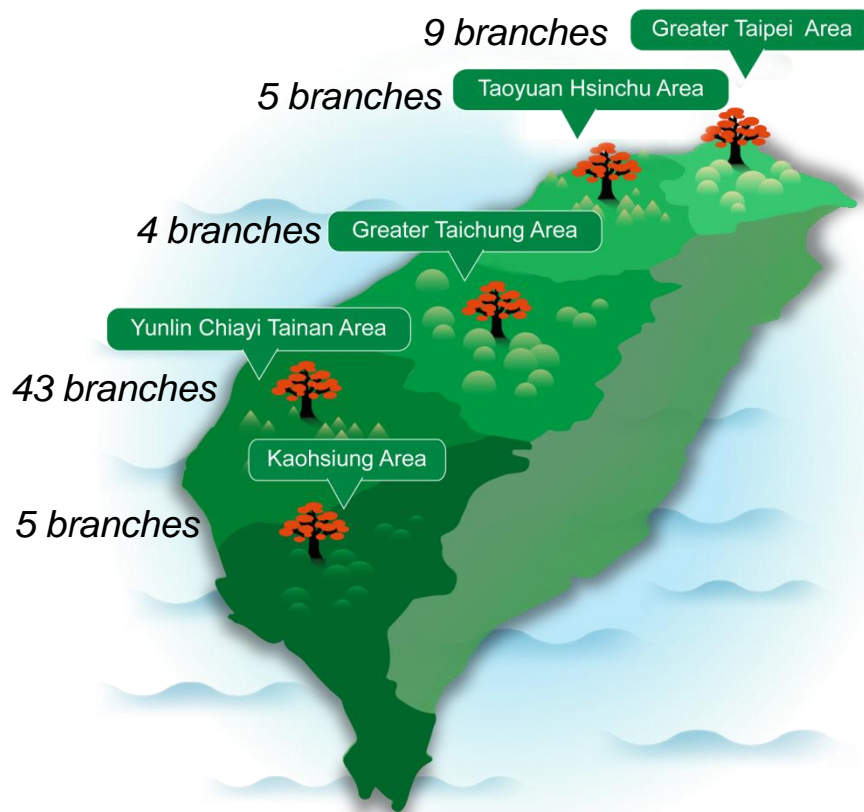 9 branches
Greater Taipei Area
5 branches
Taoyuan Hsinchu Area
4 branches
Greater Taichung Area
Yunlin Chiayi Tainan Area
43 branches
Kaohsiung Area
5 branches